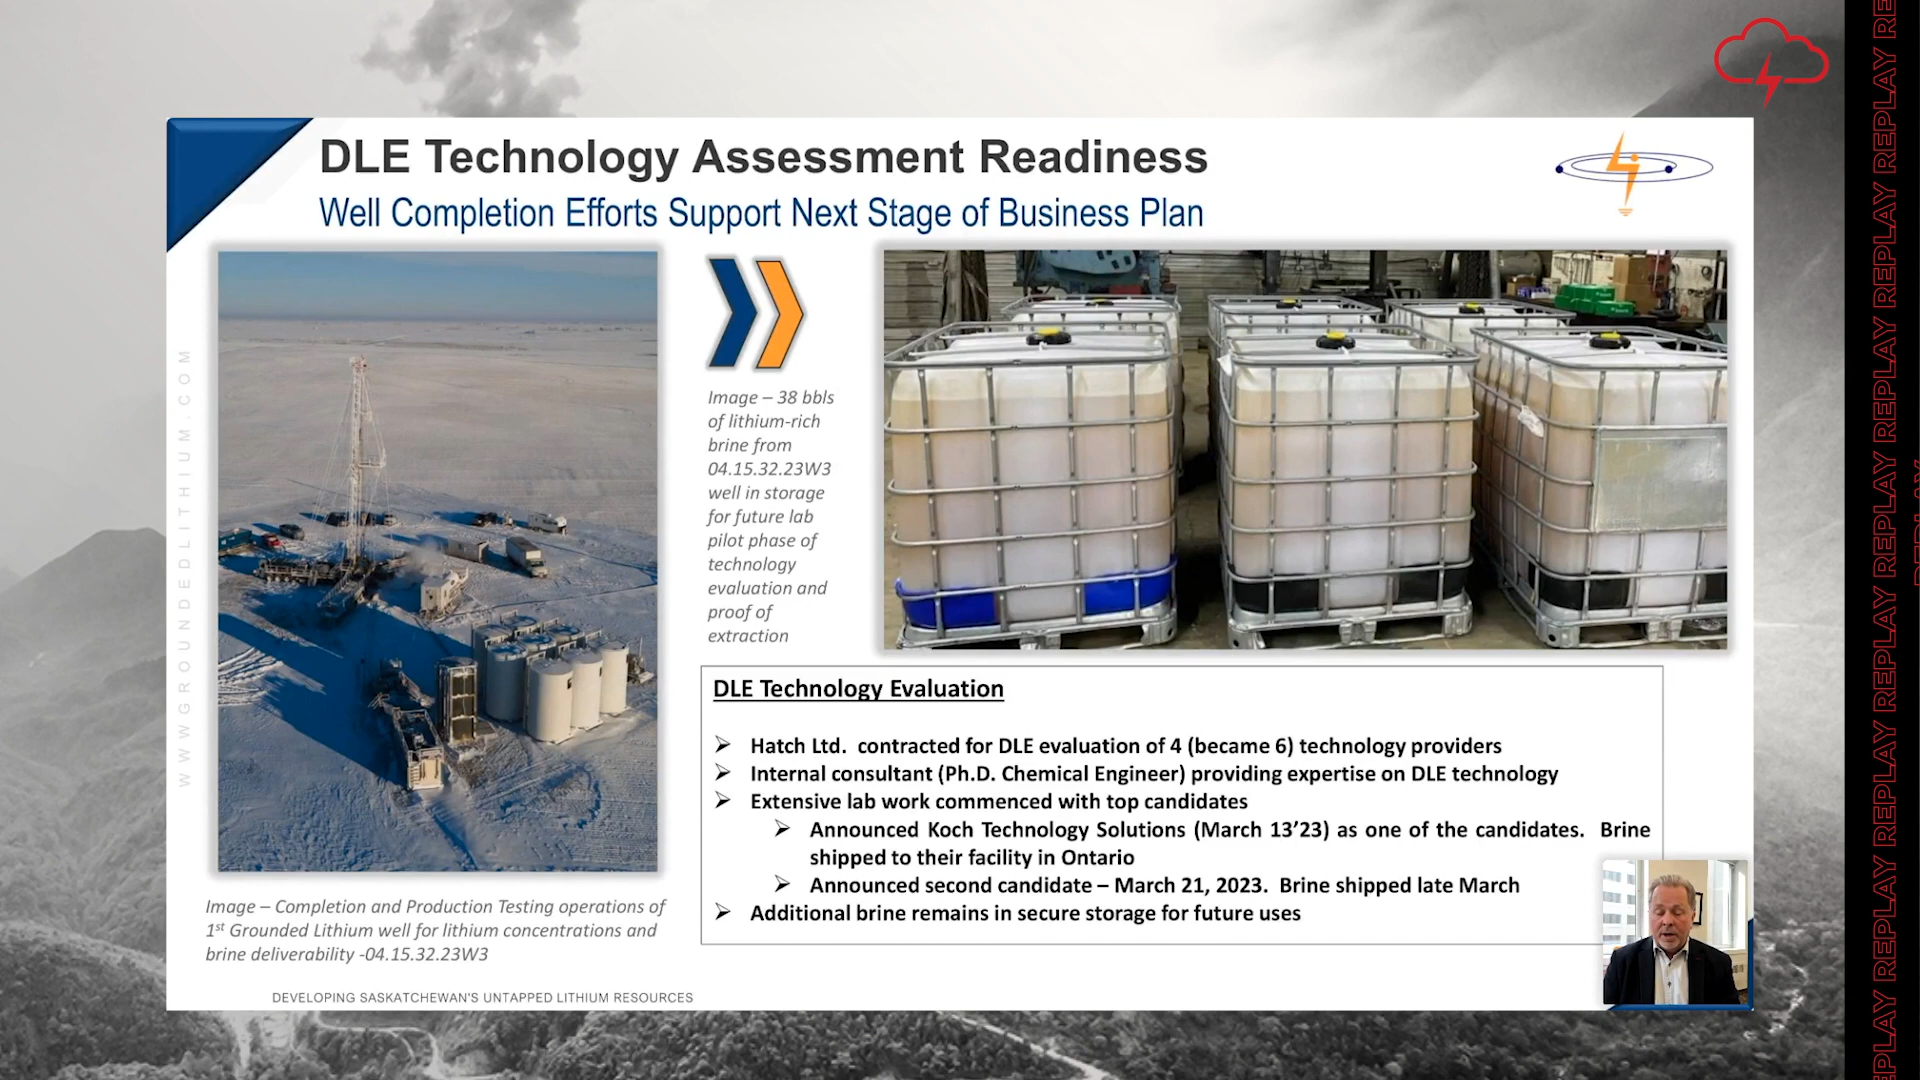 DLE Technology Assessment Readiness
Well Completion Efforts Support Next Stage of Business Plan
WWWGROUNDEDLITHIUM.COM
Image – 38 bbls
of lithium-rich
brine from
04.15.32.23W3
well in storage
for future lab
pilot phase of
technology
evaluation and
proof of
extraction
DLE Technology Evaluation
➢ Hatch Ltd. contracted for DLE evaluation of 4 (became 6) technology providers
➢ Internal consultant (Ph.D. Chemical Engineer) providing expertise on DLE technology
➢ Extensive lab work commenced with top candidates
➢ Announced Koch Technology Solutions (March 13’23) as one of the candidates. Brine
shipped to their facility in Ontario
➢ Announced second candidate – March 21, 2023. Brine shipped late March
➢ Additional brine remains in secure storage for future uses
Image – Completion and Production Testing operations of
1st Grounded Lithium well for lithium concentrations and
brine deliverability -04.15.32.23W3
DEVELOPING SASKATCHEWAN'S UNTAPPED LITHIUM RESOURCES
REPLAY REPLAY REPLAY REPLAY REPLAY REPLAY REPLAY
REPLAY